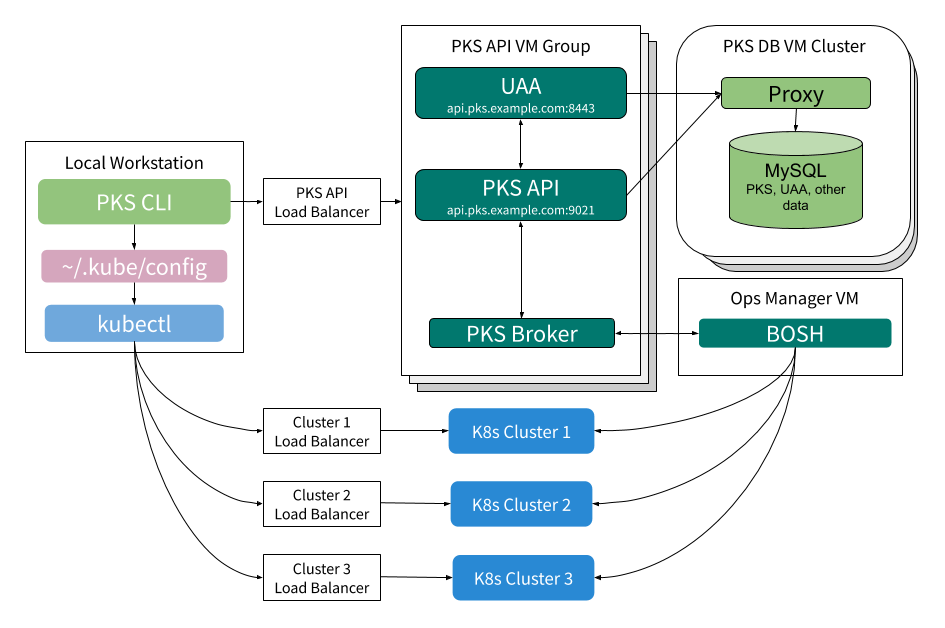 PKS API VM Group
UAA
api.pks.example.com:8443
PKS API
api.pks.example.com:9021
PKS Broker
PKS DB VM Cluster
Proxy
MySQL
PKS, UAA, other
data
Local Workstation
PKS CLI
~/.kube/config
kubectl
PKS API
Load Balancer
Ops Manager VM
BOSH
Cluster 1
Load Balancer
K8s Cluster 1
Cluster 2
Load Balancer
K8s Cluster 2
Cluster 3
Load Balancer
K8s Cluster 3